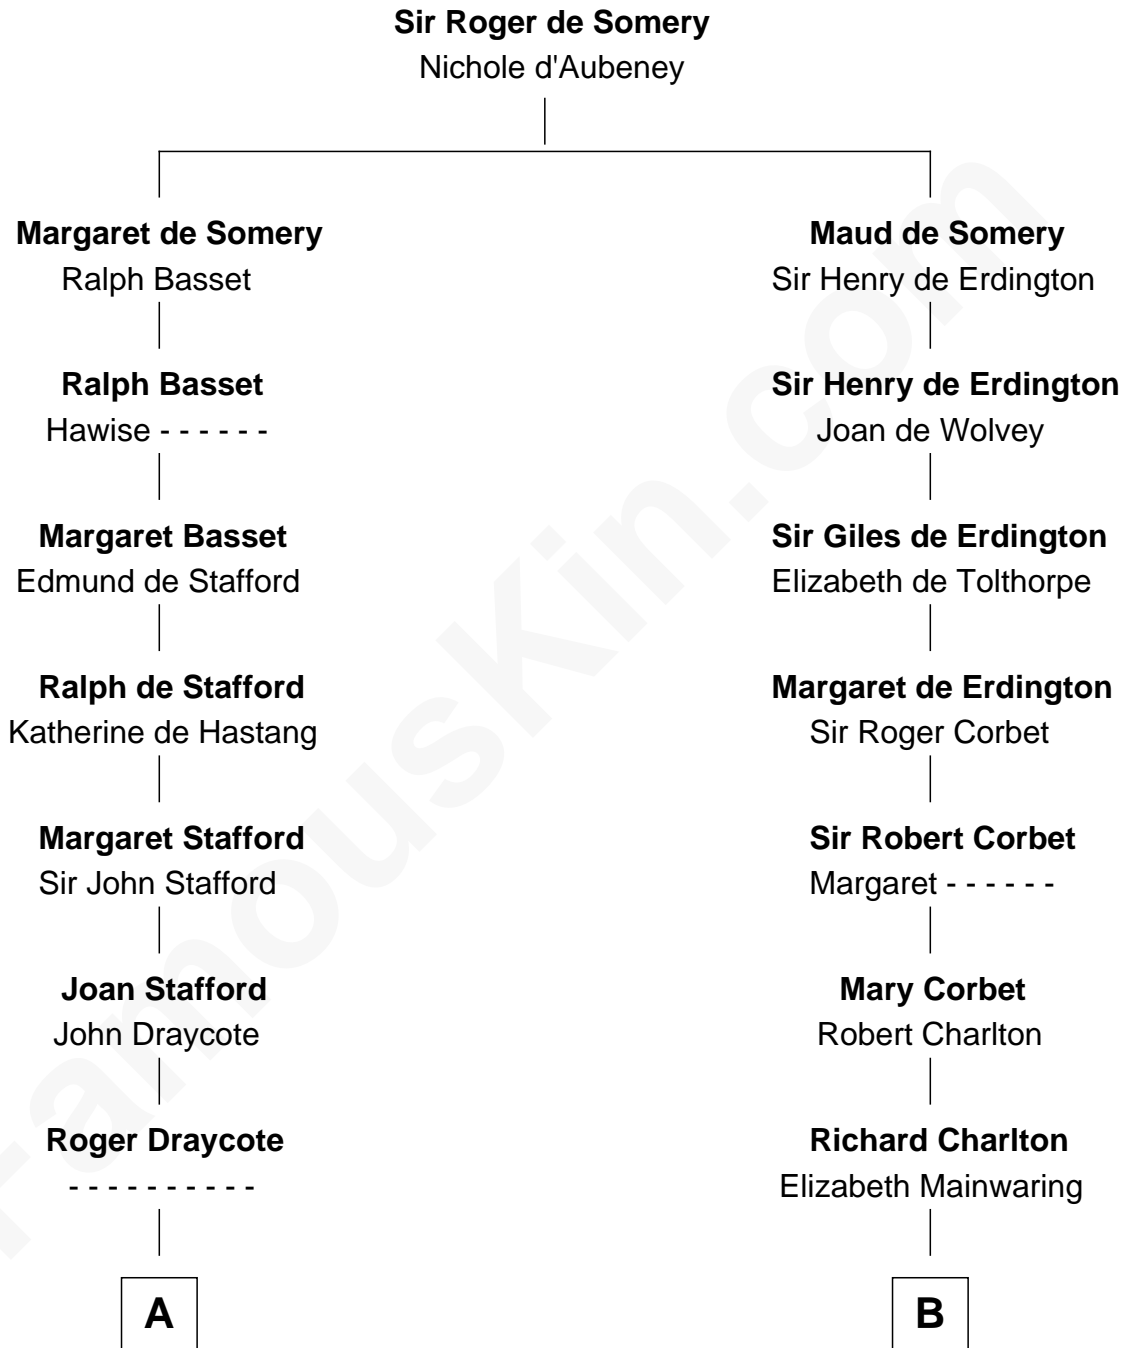 Sir Roger de Somery
Nichole d'Aubeney
Margaret de Somery
Ralph Basset
Ralph Basset
Hawise - - - - - -
Margaret Basset
Edmund de Stafford
Ralph de Stafford
Katherine de Hastang
Margaret Stafford
Sir John Stafford
Joan Stafford
John Draycote
Roger Draycote
- - - - - - - - - -
A
Maud de Somery
Sir Henry de Erdington
Sir Henry de Erdington
Joan de Wolvey
Sir Giles de Erdington
Elizabeth de Tolthorpe
Margaret de Erdington
Sir Roger Corbet
Sir Robert Corbet
Margaret - - - - - -
Mary Corbet
Robert Charlton
Richard Charlton
Elizabeth Mainwaring
B
FamousKin.com